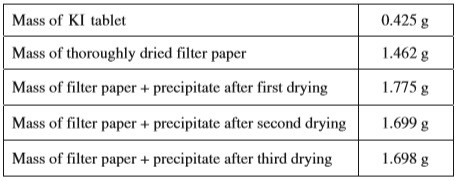 Mass of KI tablet 0.425 g
Mass of thoroughly dried filter paper 1.462 g
Mass of filter paper + precipitate after first drying 1.775 g
Mass of filter paper + precipitate after second drying 1.699 g
Mass of filter paper + precipitate after third drying 1.698 g